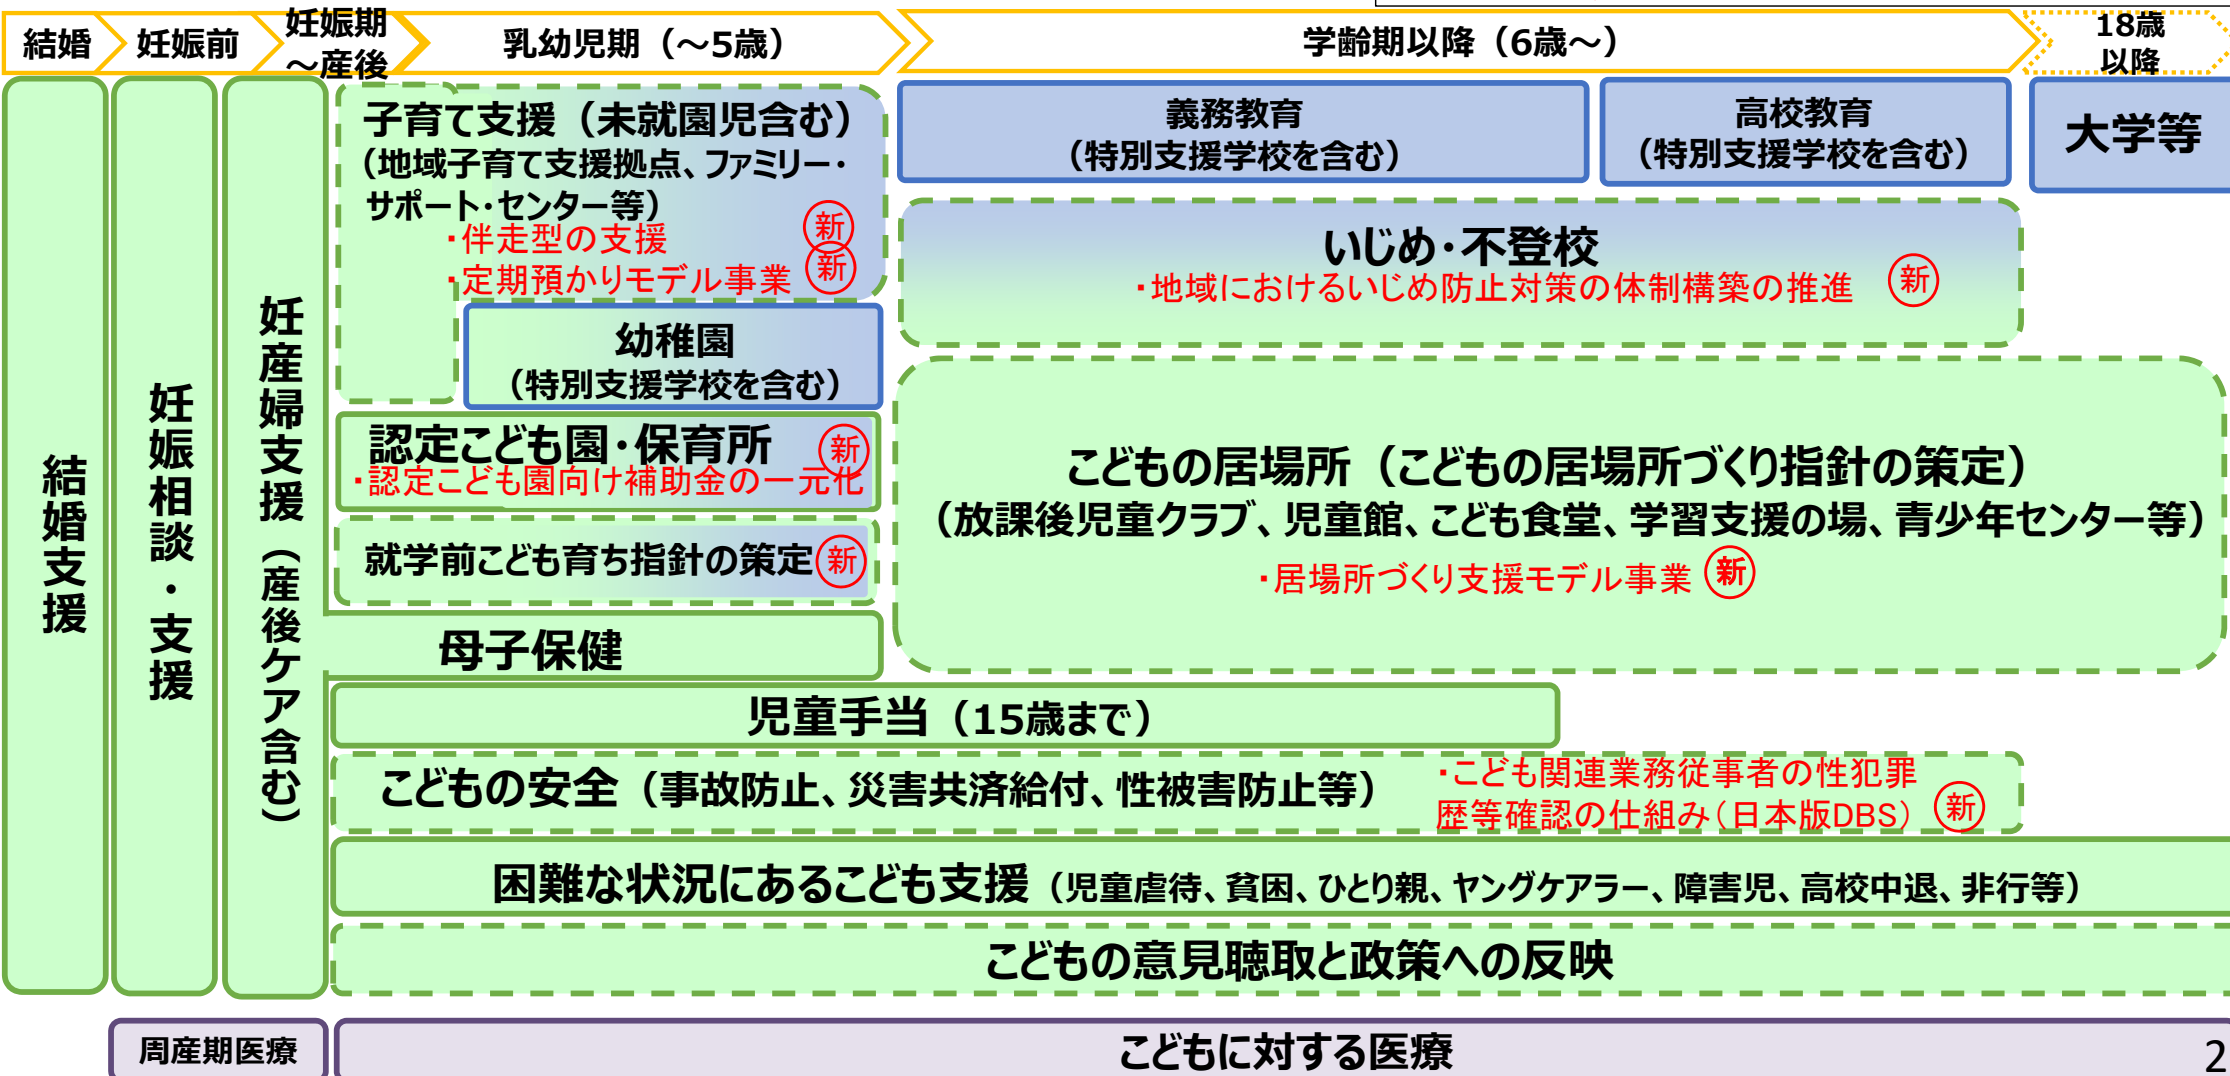 結婚
妊娠前
妊娠期
～産後
乳幼児期（～5歳）
学齢期以降（6歳～）
18歳
以降
結婚支援
妊娠相談・支援
妊産婦支援（産後ケア含む）
子育て支援（未就園児含む）
（地域子育て支援拠点、ファミリー・
サポート・センター等）
・伴走型の支援 新
・定期預かりモデル事業 新
幼稚園
（特別支援学校を含む）
認定こども園・保育所 新
・認定こども園向け補助金の一元化
就学前こども育ち指針の策定 新
母子保健
義務教育
（特別支援学校を含む）
高校教育
（特別支援学校を含む）
大学等
いじめ・不登校
・地域におけるいじめ防止対策の体制構築の推進 新
こどもの居場所（こどもの居場所づくり指針の策定）
（放課後児童クラブ、児童館、こども食堂、学習支援の場、青少年センター等）
・居場所づくり支援モデル事業 新
児童手当（15歳まで）
こどもの安全（事故防止、災害共済給付、性被害防止等）
・こども関連業務従事者の性犯罪
歴等確認の仕組み（日本版DBS） 新
困難な状況にあるこども支援（児童虐待、貧困、ひとり親、ヤングケアラー、障害児、高校中退、非行等）
こどもの意見聴取と政策への反映
周産期医療
こどもに対する医療
2